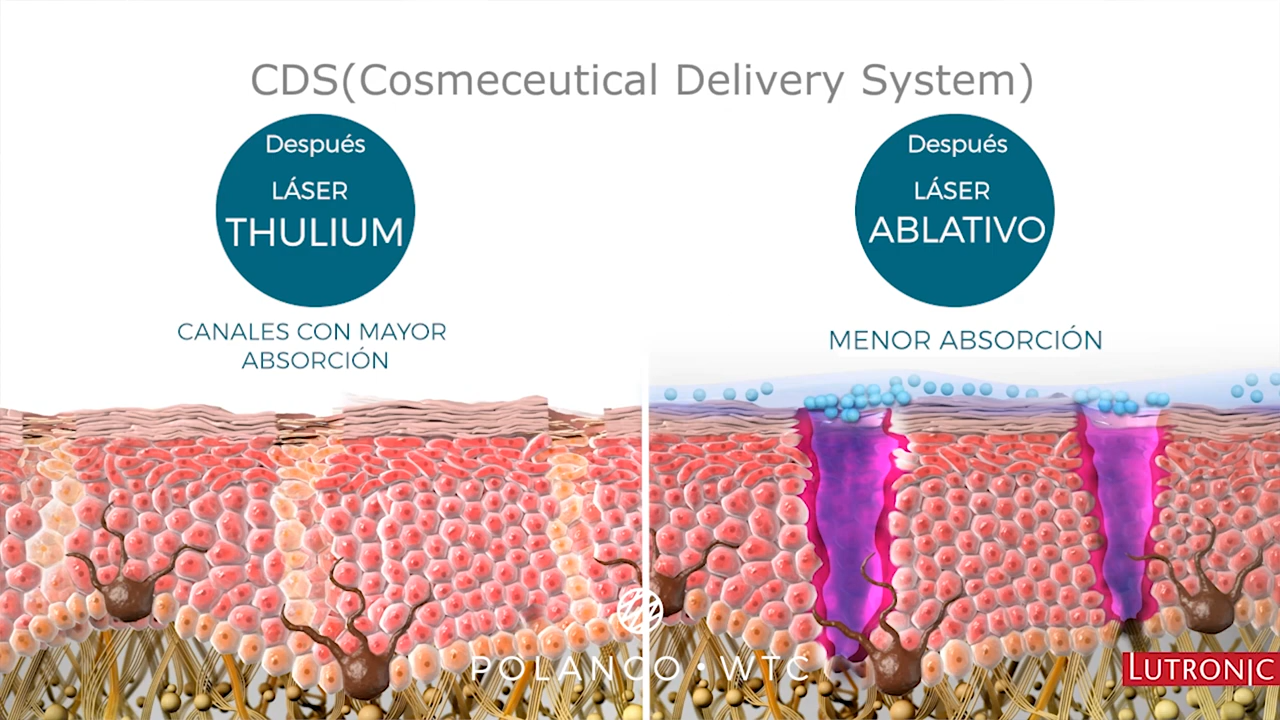 CDS(Cosmeceutical Delivery System)
Después
LÁSER
THULIUM
CANALES CON MAYOR
ABSORCIÓN
Después
LÁSER
ABLATIVO
MENOR ABSORCIÓN
POLANCO • WTC
LUTRONIC